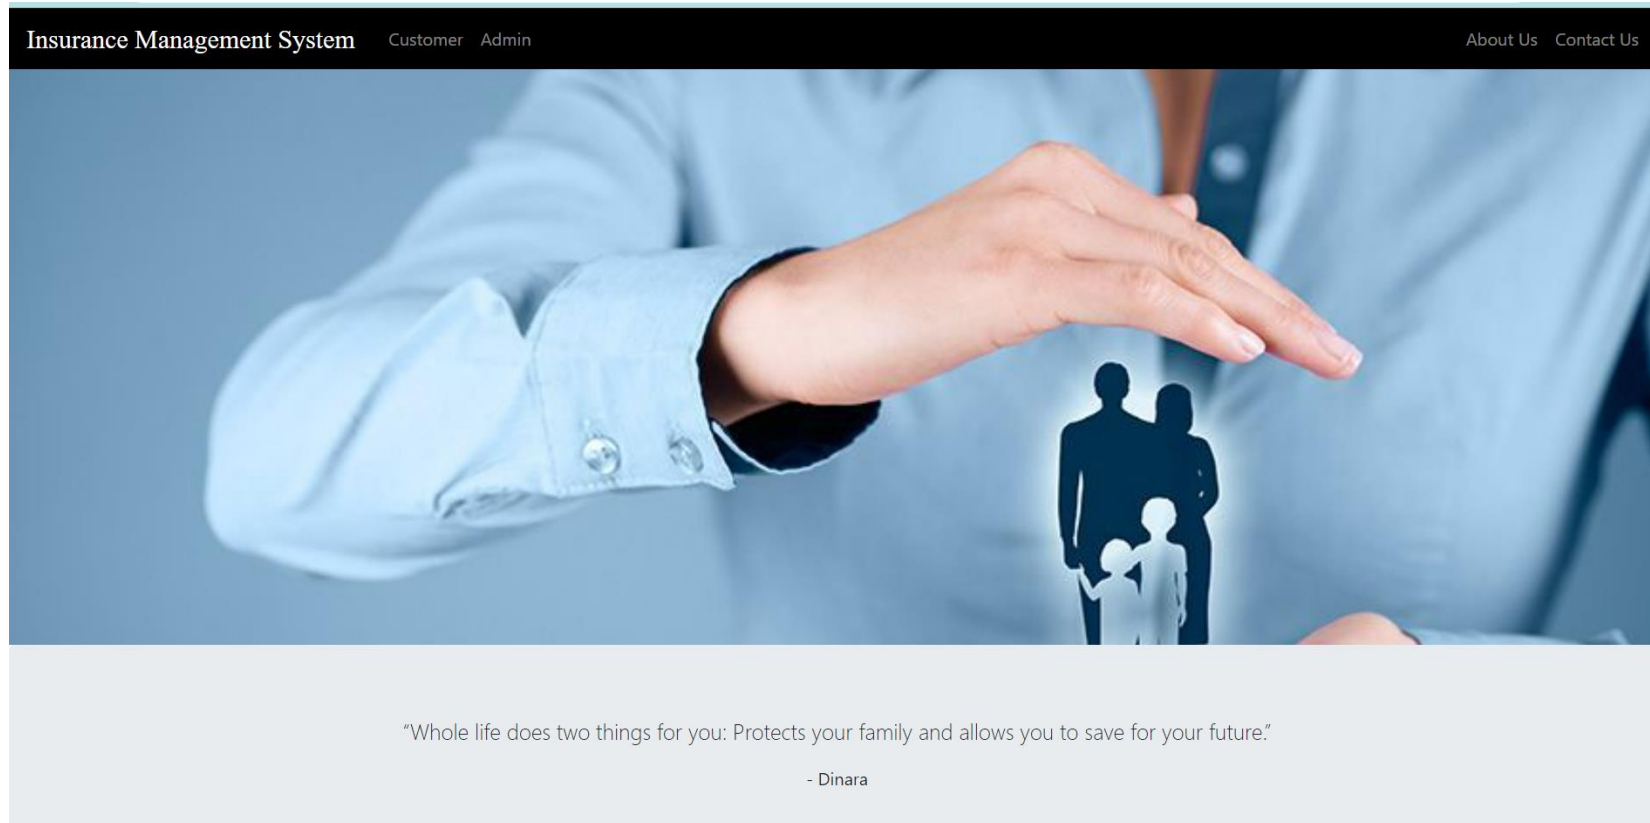 Insurance Management System Customer Admin About Us Contact Us
“Whole life does two things for you: Protects your family and allows you to save for your future.”
- Dinara